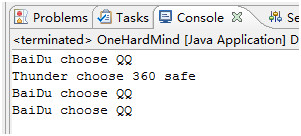 Problems Tasks Console Se
<terminated> OneHardMind [Java Application] D
BaiDu choose QQ
Thunder choose 360 safe
BaiDu choose QQ
BaiDu choose QQ